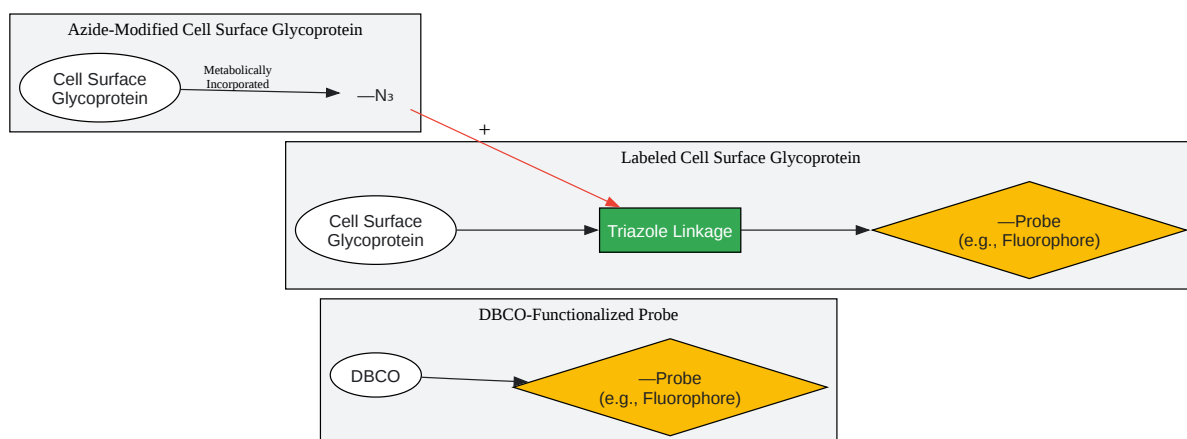 Azide-Modified Cell Surface Glycoprotein
Cell Surface
Glycoprotein
Metabolically
Incorporated
—N₃
+
Labeled Cell Surface Glycoprotein
Cell Surface
Glycoprotein
Triazole Linkage
—Probe
(e.g., Fluorophore)
DBCO-Functionalized Probe
DBCO
—Probe
(e.g., Fluorophore)